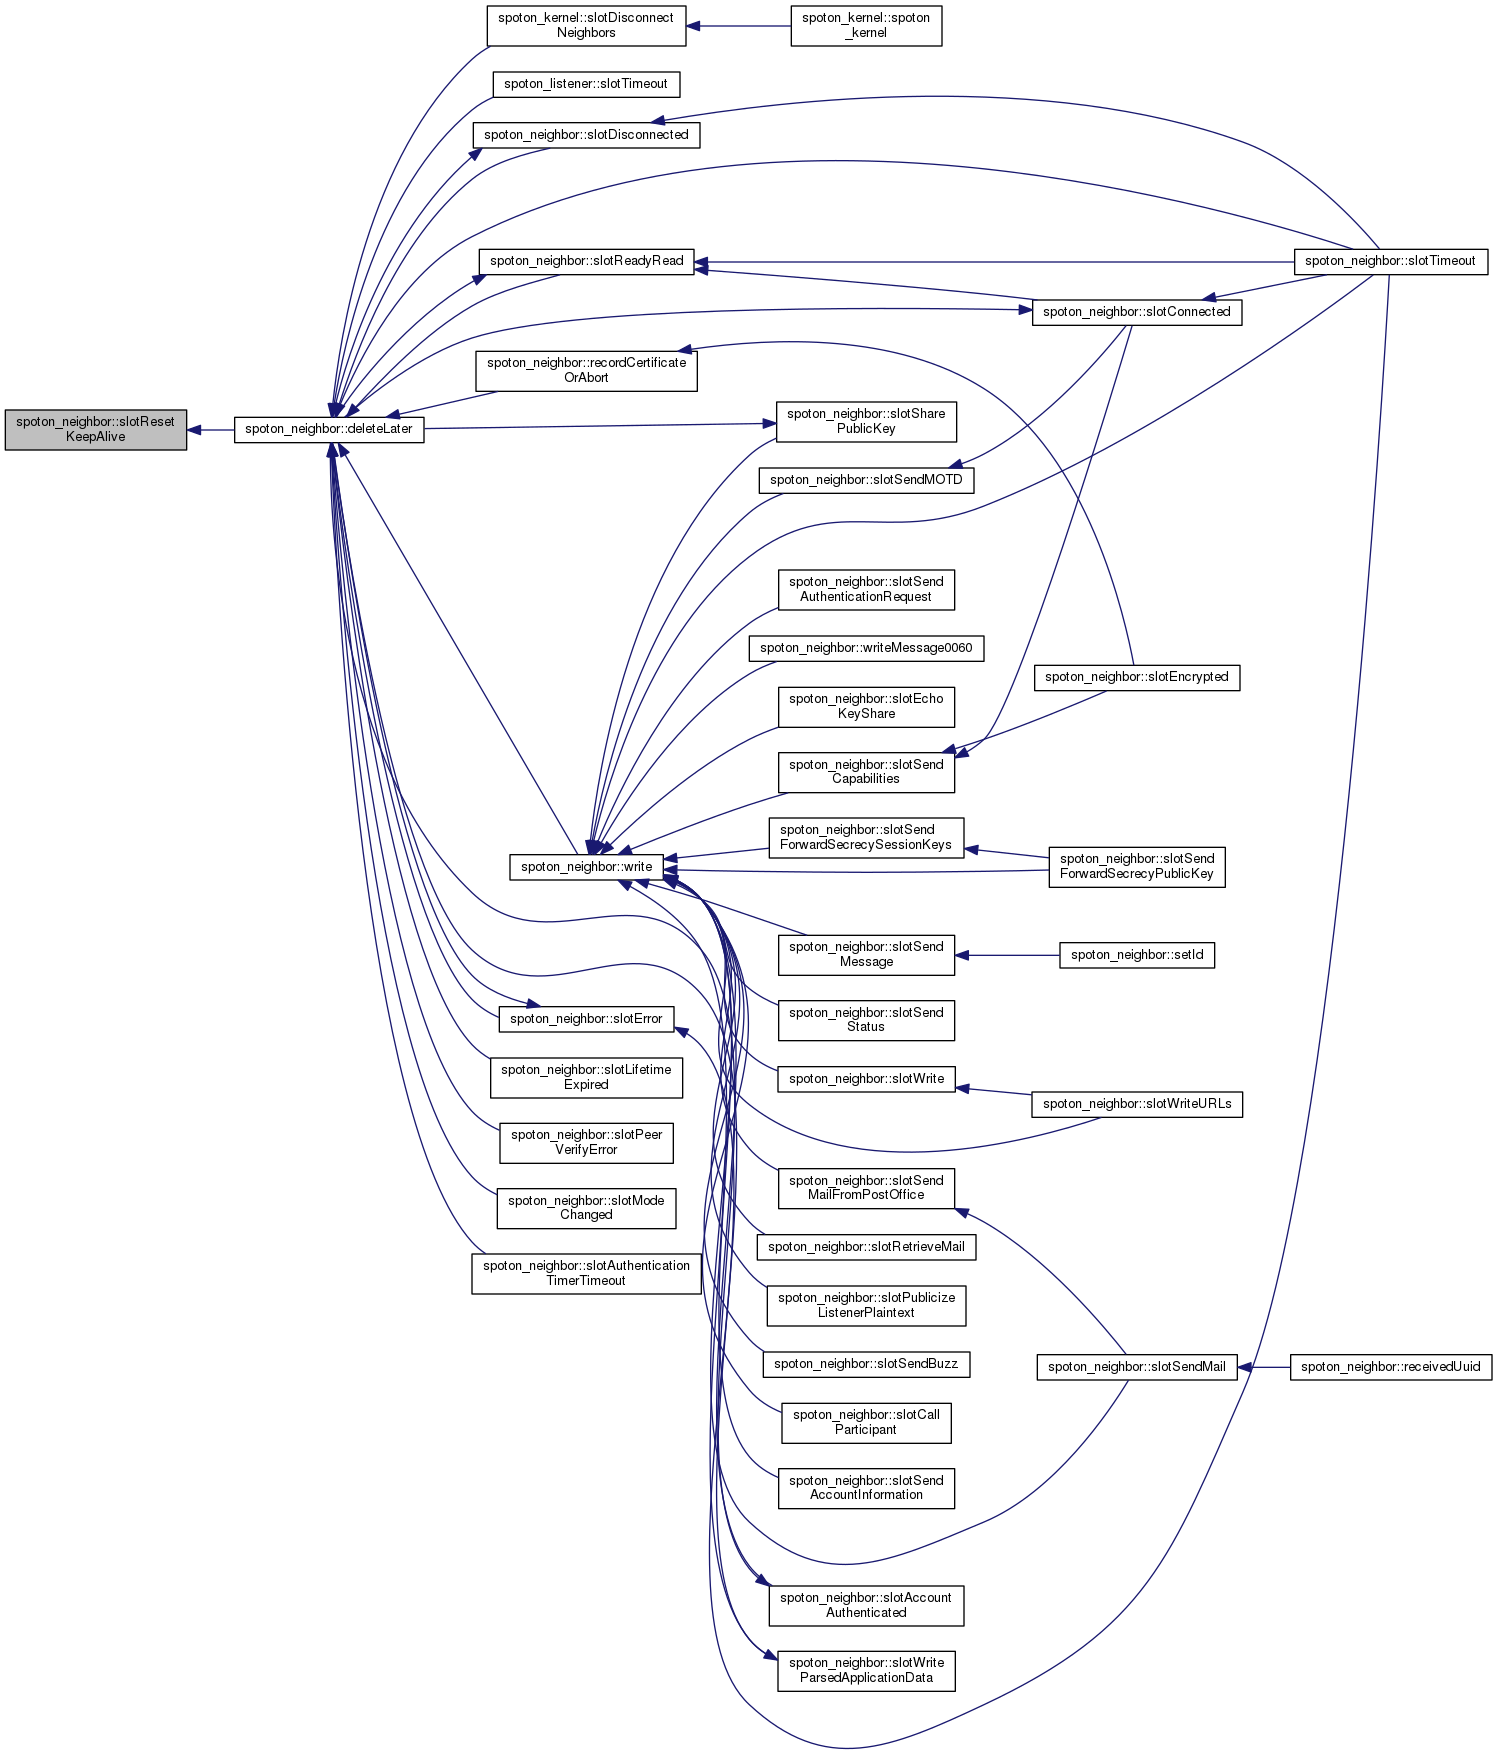 spoton_kernel::slotDisconnect
Neighbors
spoton_kernel::spoton
_kernel
spoton_listener::slotTimeout
spoton_neighbor::slotDisconnected
spoton_neighbor::slotReadyRead
spoton_neighbor::slotTimeout
spoton_neighbor::slotConnected
spoton_neighbor::recordCertificate
OrAbort
spoton_neighbor::slotReset
KeepAlive
spoton_neighbor::deleteLater
spoton_neighbor::slotShare
PublicKey
spoton_neighbor::slotSendMOTD
spoton_neighbor::slotSend
AuthenticationRequest
spoton_neighbor::writeMessage0060
spoton_neighbor::slotEncrypted
spoton_neighbor::slotEcho
KeyShare
spoton_neighbor::slotSend
Capabilities
spoton_neighbor::slotSend
ForwardSecrecySessionKeys
spoton_neighbor::write
spoton_neighbor::slotSend
ForwardSecrecyPublicKey
spoton_neighbor::slotSend
Message
spoton_neighbor::setId
spoton_neighbor::slotSend
Status
spoton_neighbor::slotError
spoton_neighbor::slotLifetime
Expired
spoton_neighbor::slotWrite
spoton_neighbor::slotWriteURLs
spoton_neighbor::slotPeer
VerifyError
spoton_neighbor::slotSend
MailFromPostOffice
spoton_neighbor::slotMode
Changed
spoton_neighbor::slotRetrieveMail
spoton_neighbor::slotAuthentication
TimerTimeout
spoton_neighbor::slotPublicize
ListenerPlaintext
spoton_neighbor::slotSendBuzz
spoton_neighbor::slotSendMail
spoton_neighbor::receivedUuid
spoton_neighbor::slotCall
Participant
spoton_neighbor::slotSend
AccountInformation
spoton_neighbor::slotAccount
Authenticated
spoton_neighbor::slotWrite
ParsedApplicationData